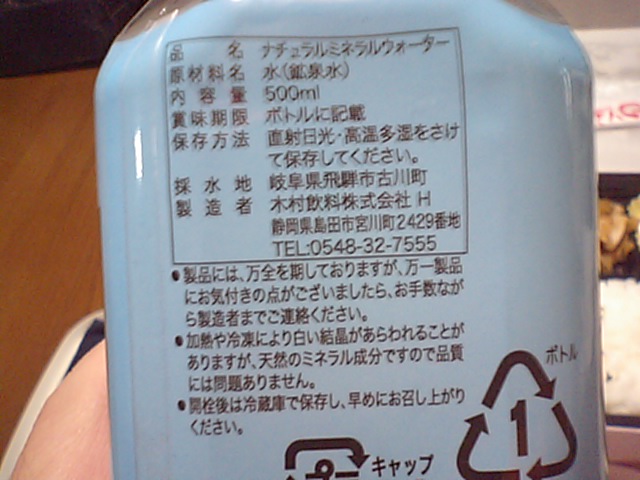 品名 ナチュラルミネラルウォーター
原材料名 水(鉱泉水)
内容量 500ml
賞味期限 ボトルに記載
保存方法 直射日光・高温多湿をさけ
て保存してください。
採水地 岐阜県飛騨市古川町
製造者 木村飲料株式会社 H
静岡県島田市宮川町2429番地
TEL:0548-32-7555
●製品には、万全を期しておりますが、万一製品
にお気付きの点がございましたら、お手数なが
ら製造者までご連絡ください。
●加熱や冷凍により白い結晶があらわれることが
ありますが、天然のミネラル成分ですので品質
には問題ありません。
●開栓後は冷蔵庫で保存し、早めにお召し上がり
ください。
ボトル
1
キャップ